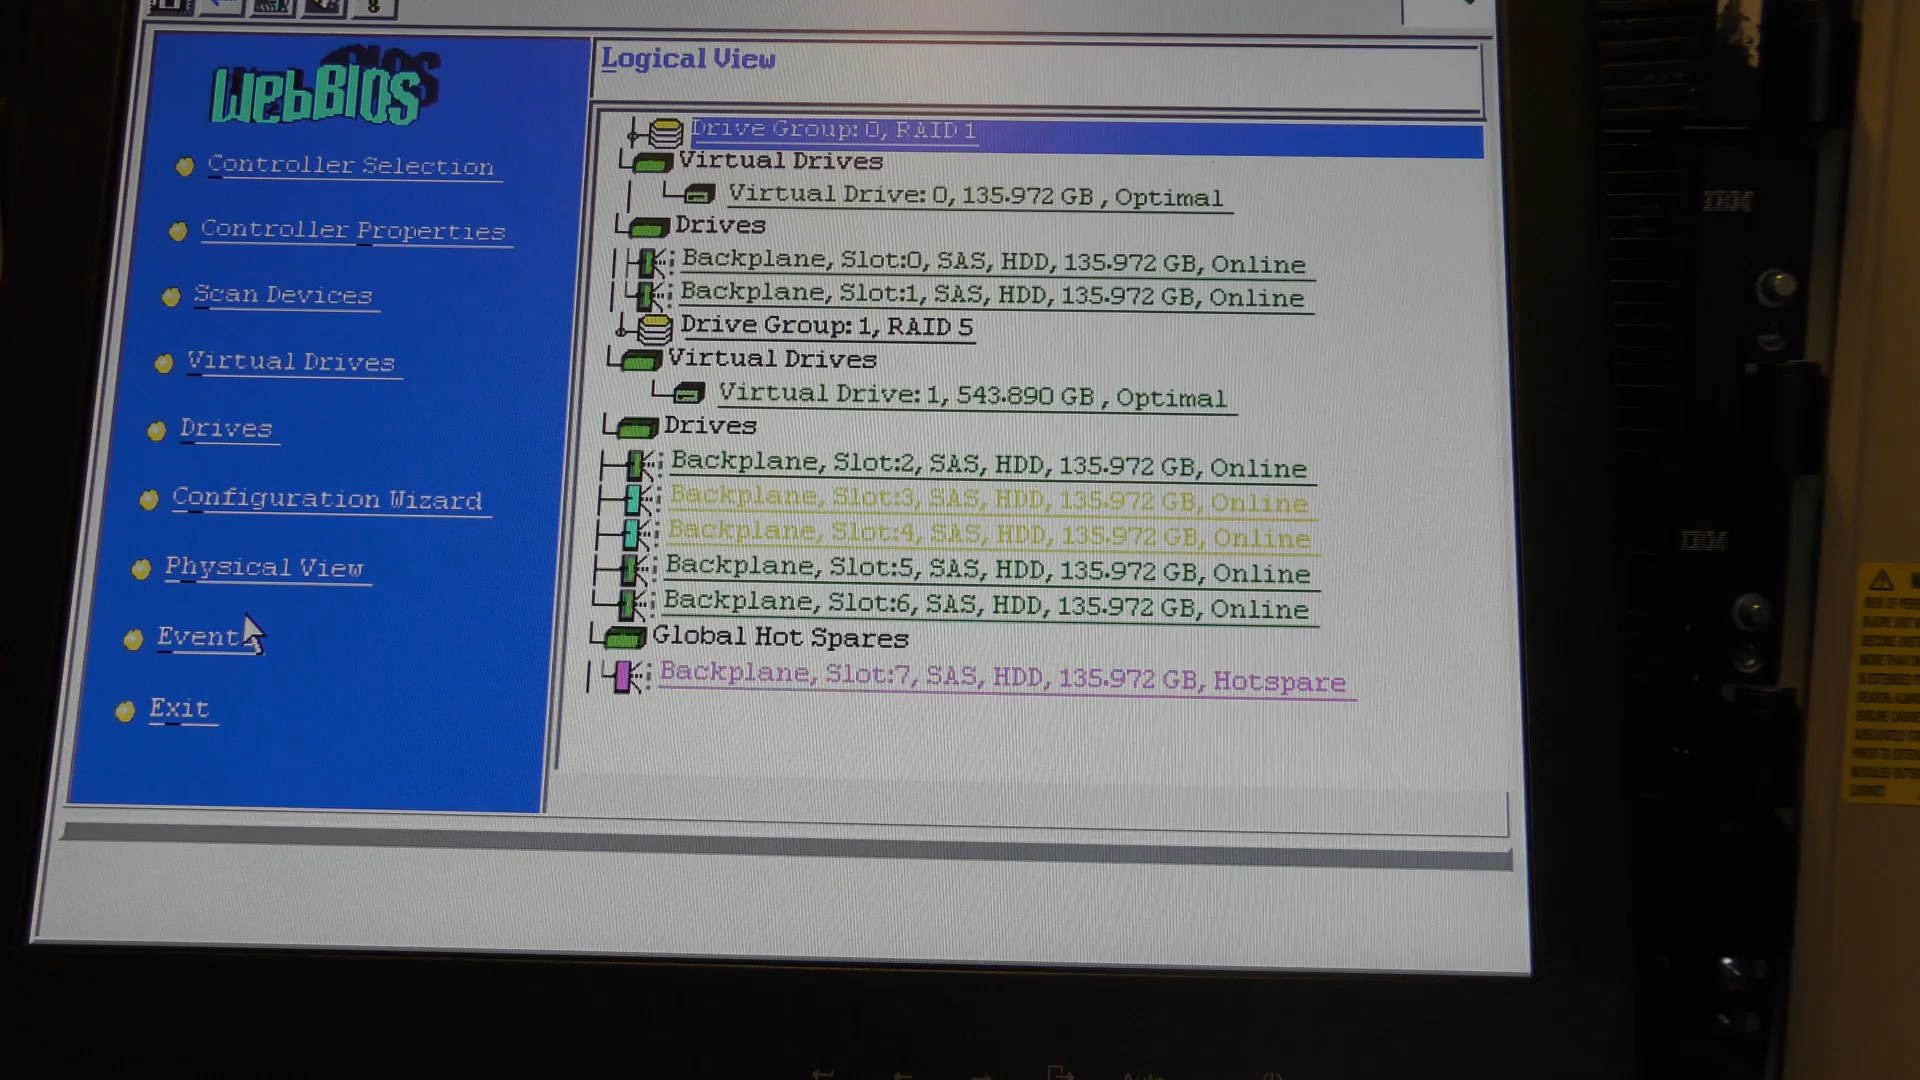 WebBIOS
Controller Selection
Controller Properties
Scan Devices
Virtual Drives
Drives
Configuration Wizard
Physical View
Events
Exit
Logical View
Drive Group: 0, RAID 1
Virtual Drives
Virtual Drive: 0, 135.972 GB , Optimal
Drives
Backplane, Slot:0, SAS, HDD, 135.972 GB, Online
Backplane, Slot:1, SAS, HDD, 135.972 GB, Online
Drive Group: 1, RAID 5
Virtual Drives
Virtual Drive: 1, 543.890 GB , Optimal
Drives
Backplane, Slot:2, SAS, HDD, 135.972 GB, Online
Backplane, Slot:3, SAS, HDD, 135.972 GB, Online
Backplane, Slot:4, SAS, HDD, 135.972 GB, Online
Backplane, Slot:5, SAS, HDD, 135.972 GB, Online
Backplane, Slot:6, SAS, HDD, 135.972 GB, Online
Global Hot Spares
Backplane, Slot:7, SAS, HDD, 135.972 GB, Hotspare
IBM
IBM